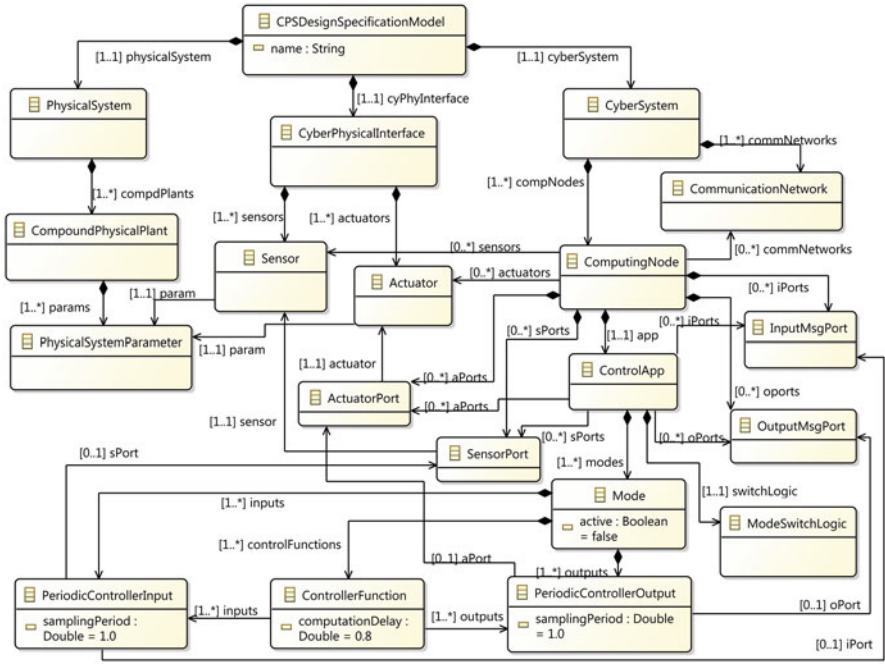 CPSDesignSpecificationModel
name : String
[1..1] physicalSystem
[1..1] cyberSystem
[1..1] cyPhyInterface
PhysicalSystem
CyberPhysicalInterface
CyberSystem
[1..*] commNetworks
[1..*] compdPlants
[1..*] sensors
[1..*] actuators
[1..*] compNodes
CommunicationNetwork
CompoundPhysicalPlant
Sensor
[0..*] sensors
ComputingNode
[0..*] commNetworks
[0..*] actuators
Actuator
[1..*] params
[1..1] param
[0..*] iPorts
PhysicalSystemParameter
[1..1] param
[0..*] sPorts
[1..1] app
[0..*] iPorts
InputMsgPort
[1..1] actuator
ControlApp
[0..*] aPorts
[0..*] oports
ActuatorPort
[0..*] aPorts
[1..1] sensor
OutputMsgPort
[0..*] sPorts
[0..*] oPorts
[0..1] sPort
SensorPort
[1..*] modes
[1..1] switchLogic
[1..*] inputs
Mode
active : Boolean
= false
ModeSwitchLogic
[1..*] controlFunctions
[0..1] aPort
[1..*] outputs
PeriodicControllerInput
samplingPeriod :
Double = 1.0
[1..*] inputs
ControllerFunction
computationDelay :
Double = 0.8
[1..*] outputs
PeriodicControllerOutput
samplingPeriod : Double
= 1.0
[0..1] oPort
[0..1] iPort